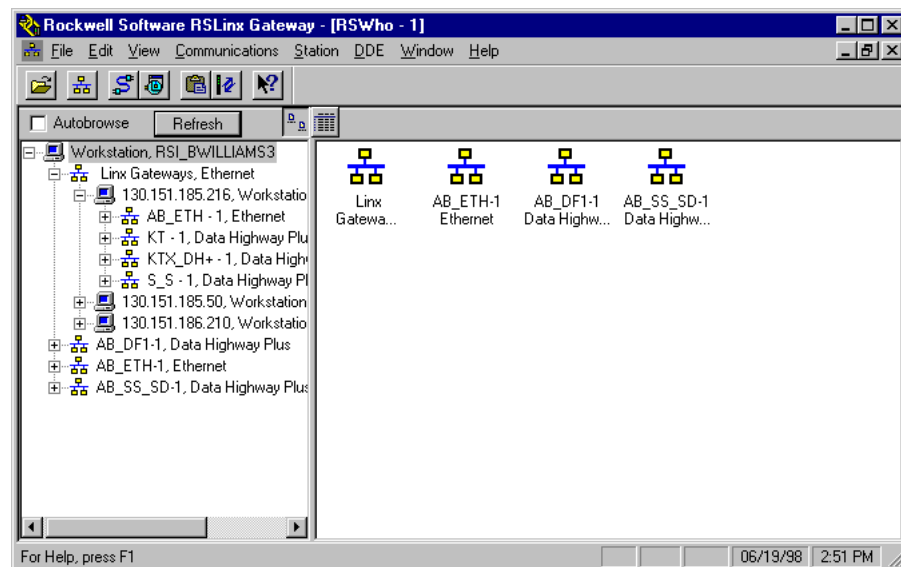 Rockwell Software RSLinx Gateway - [RSWho - 1]
File Edit View Communications Station DDE Window Help
Autobrowse Refresh
Workstation, RSI_BWILLIAMS3
Linx Gateways, Ethernet
130.151.185.216, Workstatio
AB_ETH - 1, Ethernet
KT - 1, Data Highway Plu
KTX_DH+ - 1, Data High
S_S - 1, Data Highway Pl
130.151.185.50, Workstation
130.151.186.210, Workstatio
AB_DF1-1, Data Highway Plus
AB_ETH-1, Ethernet
AB_SS_SD-1, Data Highway Plus
Linx Gatewa...
AB_ETH-1 Ethernet
AB_DF1-1 Data Highw...
AB_SS_SD-1 Data Highw...
For Help, press F1
06/19/98 2:51 PM